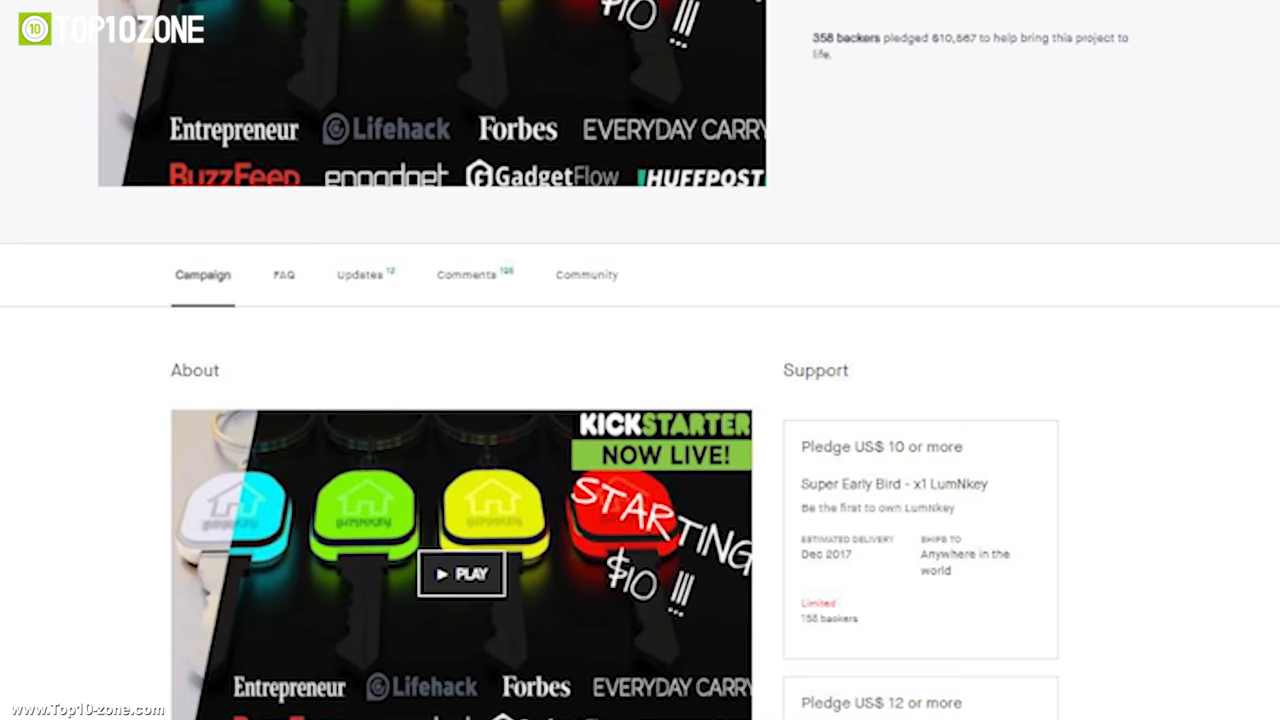 TOP10ZONE
$10 !!!
358 backers pledged $10,567 to help bring this project to
life.
Entrepreneur Lifehack Forbes EVERYDAY CARRY
BuzzFeed engadget GadgetFlow HUFFPOST
Campaign FAQ Updates 12 Comments Community
About
Support
KICKSTARTER
NOW LIVE!
STARTING
$10 !!!
LUMNKEY LUMNKEY LUMNKEY
PLAY
Pledge US$ 10 or more
Super Early Bird - x1 LumNkey
Be the first to own LumNkey
ESTIMATED DELIVERY SHIPS TO
Dec 2017 Anywhere in the
world
Limited
158 backers
Entrepreneur Lifehack Forbes EVERYDAY CARRY
Pledge US$ 12 or more
www.Top10-zone.com